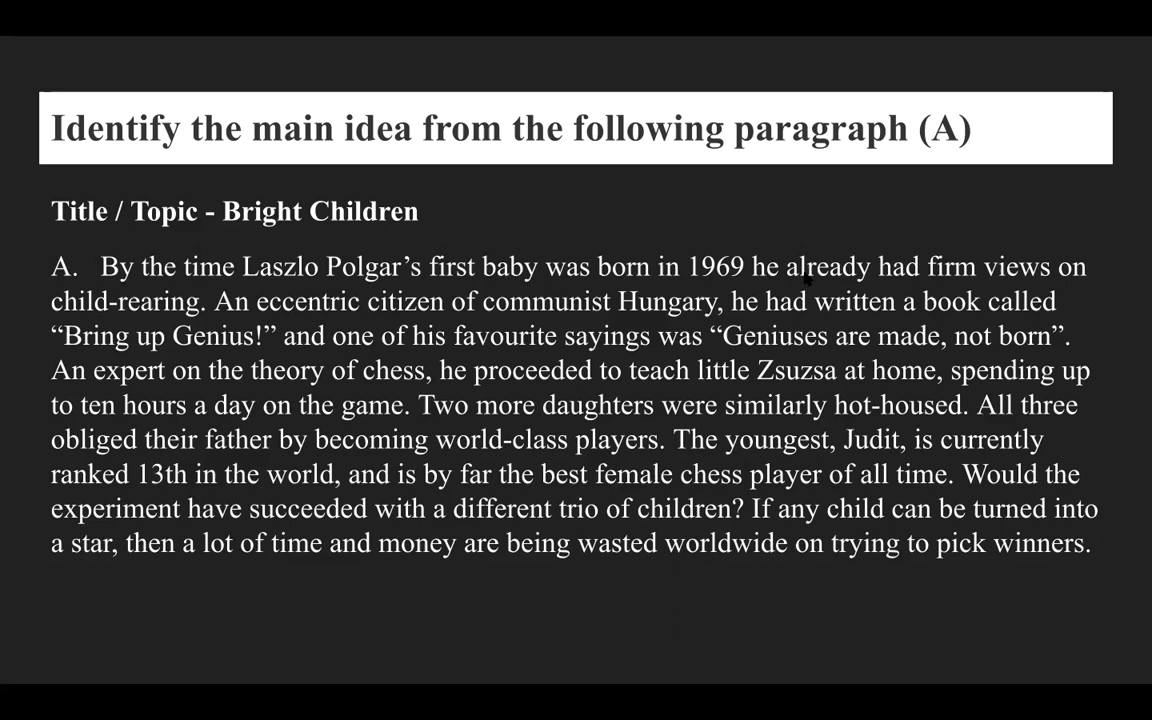 Identify the main idea from the following paragraph (A)
Title / Topic - Bright Children
A. By the time Laszlo Polgar’s first baby was born in 1969 he already had firm views on
child-rearing. An eccentric citizen of communist Hungary, he had written a book called
“Bring up Genius!” and one of his favourite sayings was “Geniuses are made, not born”.
An expert on the theory of chess, he proceeded to teach little Zsuzsa at home, spending up
to ten hours a day on the game. Two more daughters were similarly hot-housed. All three
obliged their father by becoming world-class players. The youngest, Judit, is currently
ranked 13th in the world, and is by far the best female chess player of all time. Would the
experiment have succeeded with a different trio of children? If any child can be turned into
a star, then a lot of time and money are being wasted worldwide on trying to pick winners.